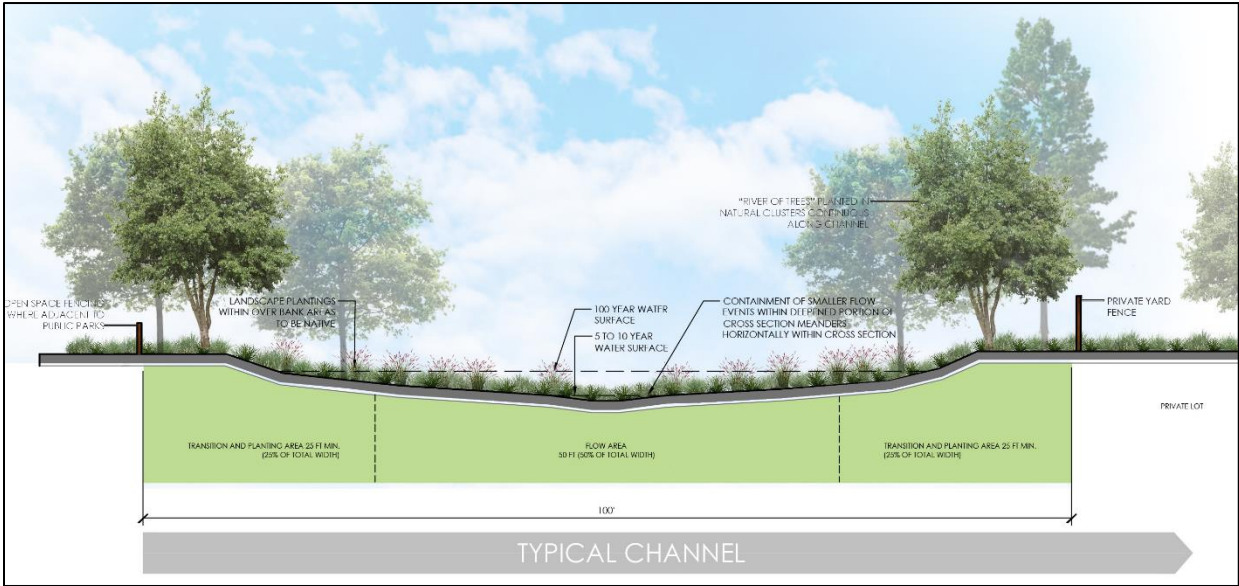 "RIVER OF TREES" PLANTED IN
NATURAL CLUSTERS CONTINUOUS
ALONG CHANNEL
OPEN SPACE FENCING
WHERE ADJACENT TO
PUBLIC PARKS
LANDSCAPE PLANTINGS
WITHIN OVER BANK AREAS
TO BE NATIVE
100 YEAR WATER
SURFACE
5 TO 10 YEAR
WATER SURFACE
CONTAINMENT OF SMALLER FLOW
EVENTS WITHIN DEEPENED PORTION OF
CROSS SECTION MEANDERS
HORIZONTALLY WITHIN CROSS SECTION
PRIVATE YARD
FENCE
PRIVATE LOT
TRANSITION AND PLANTING AREA 25 FT MIN.
(25% OF TOTAL WIDTH)
FLOW AREA
50 FT (50% OF TOTAL WIDTH)
TRANSITION AND PLANTING AREA 25 FT MIN.
(25% OF TOTAL WIDTH)
100'
TYPICAL CHANNEL